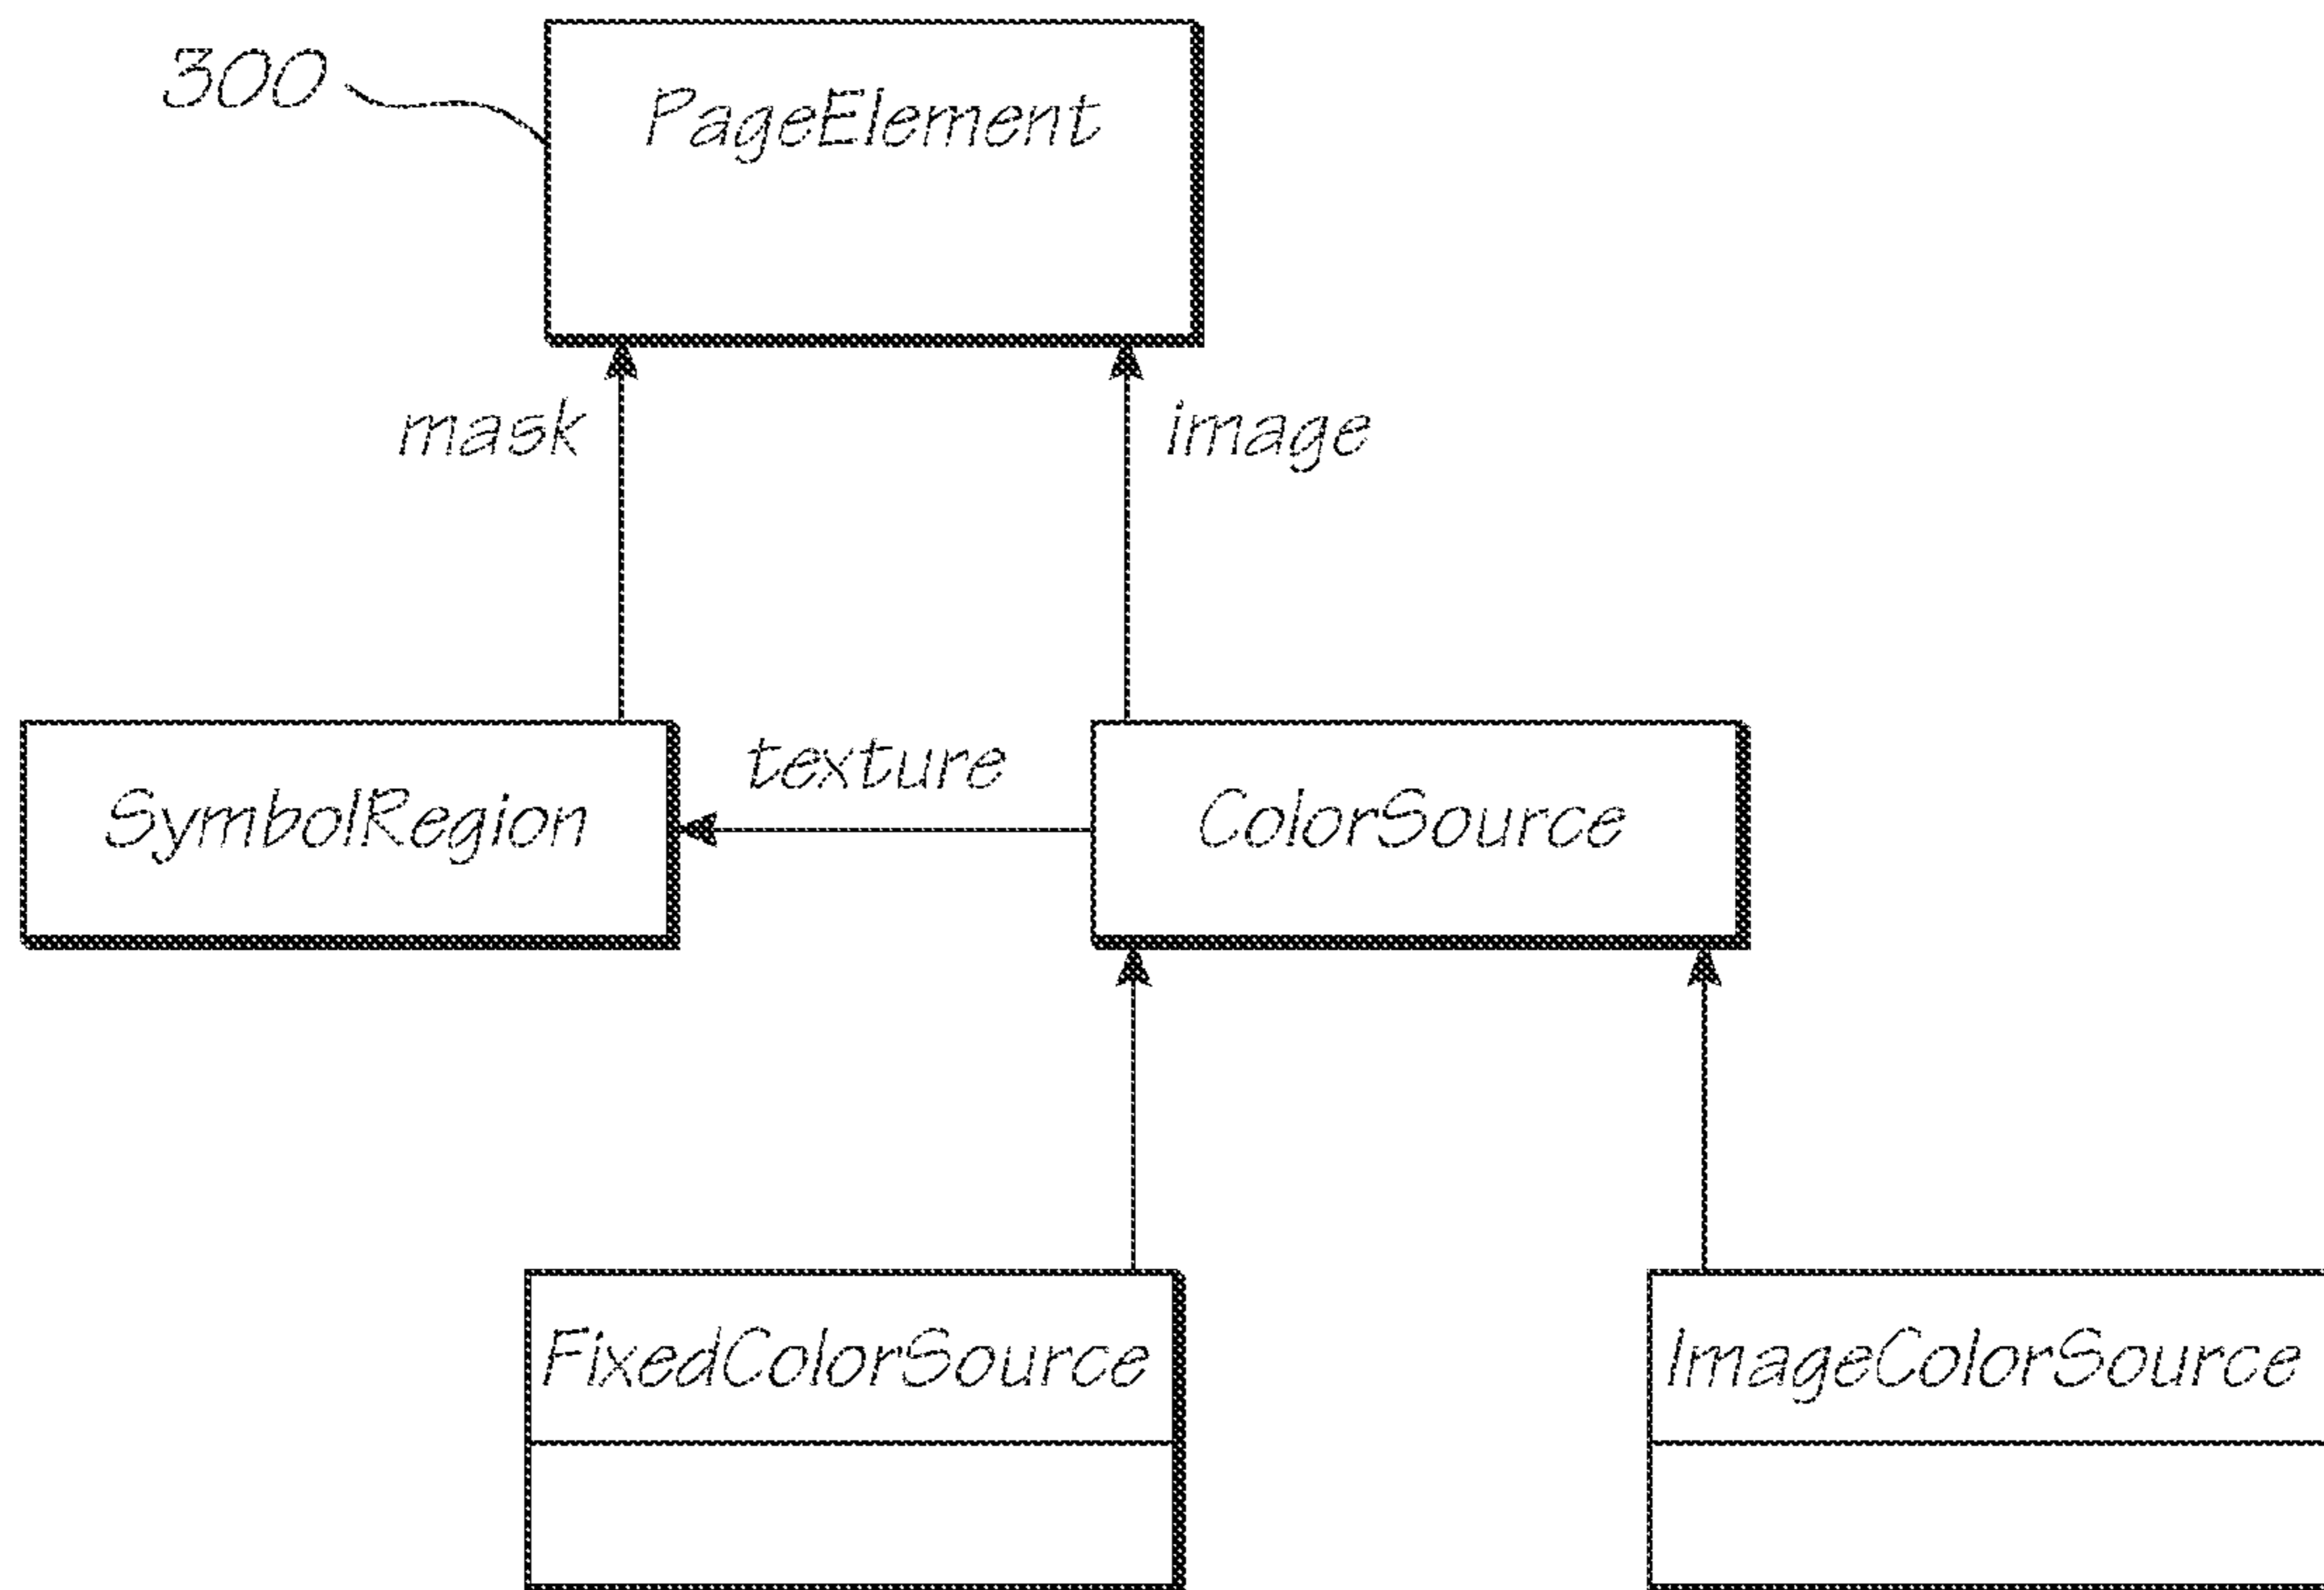 300
PageElement
mask
image
texture
SymbolRegion
ColorSource
FixedColorSource
ImageColorSource